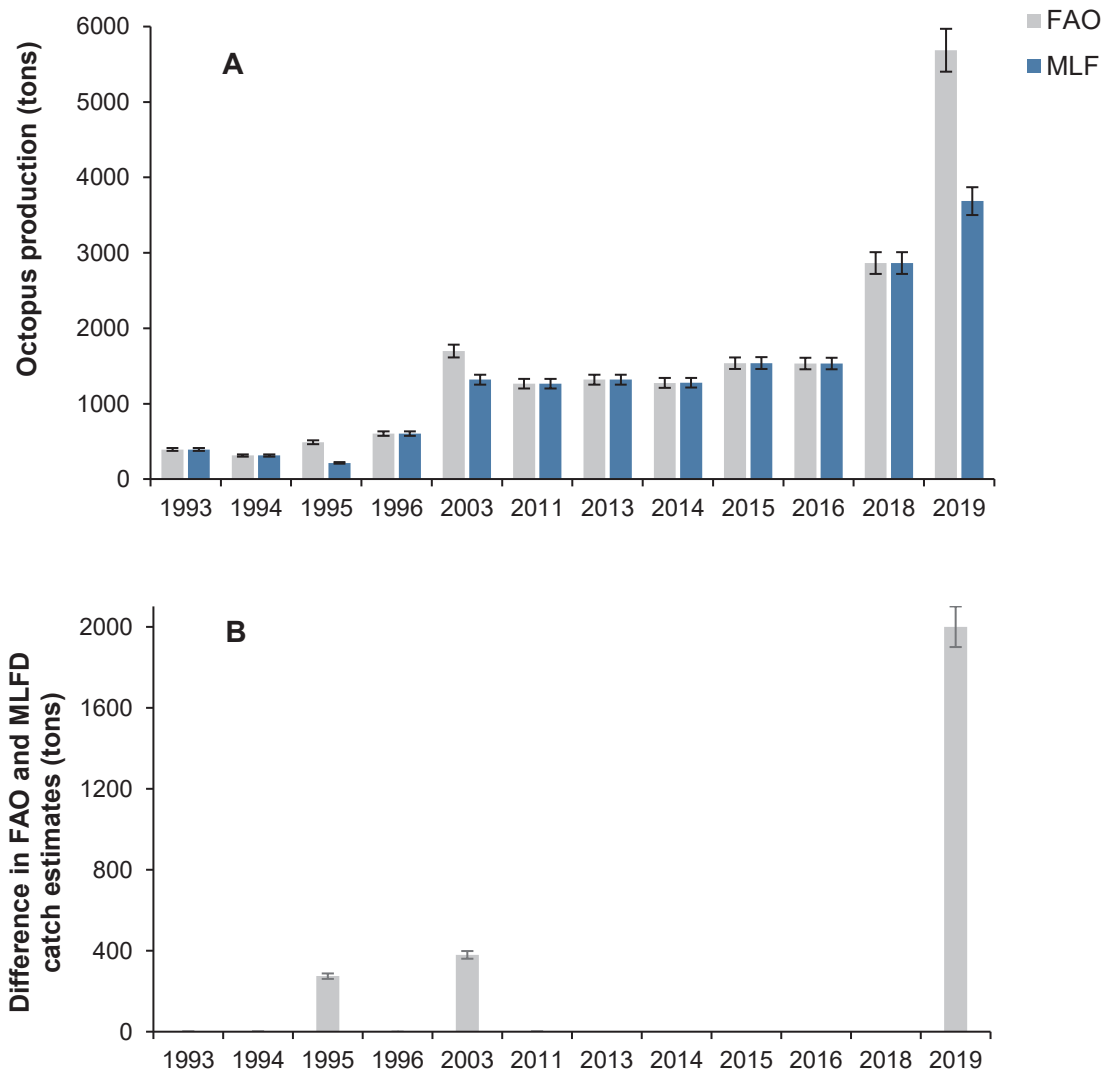 FAO
MLF
A
Octopus production (tons)
6000
5000
4000
3000
2000
1000
0
1993 1994 1995 1996 2003 2011 2013 2014 2015 2016 2018 2019
B
Difference in FAO and MLFD
catch estimates (tons)
2000
1600
1200
800
400
0
1993 1994 1995 1996 2003 2011 2013 2014 2015 2016 2018 2019